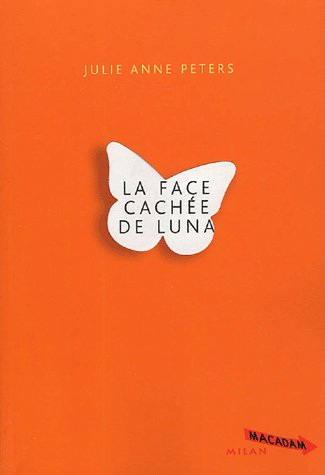 JULIE ANNE PETERS
LA FACE
CACHÉE
DE LUNA
MACADAM
MILAN